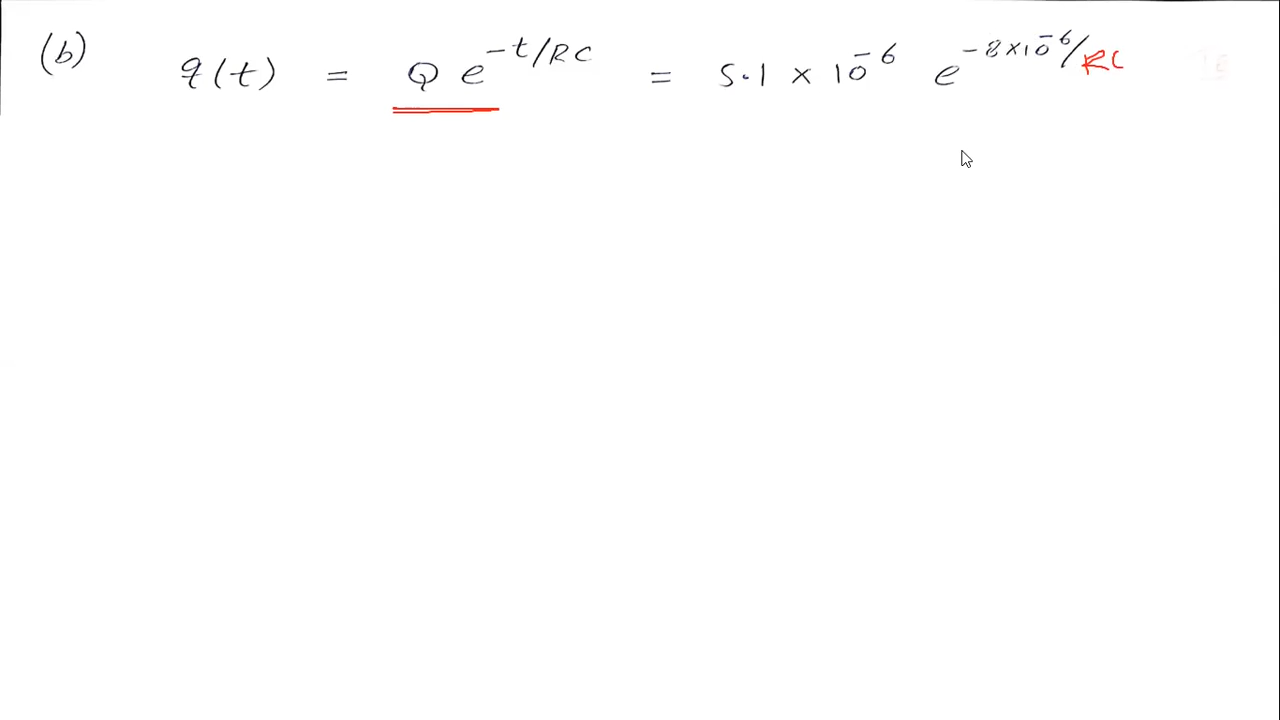 (b) q(t) = Q e^{-t/RC} = 5.1 × 10^{-6} e^{-8×10^{-6}/RC}